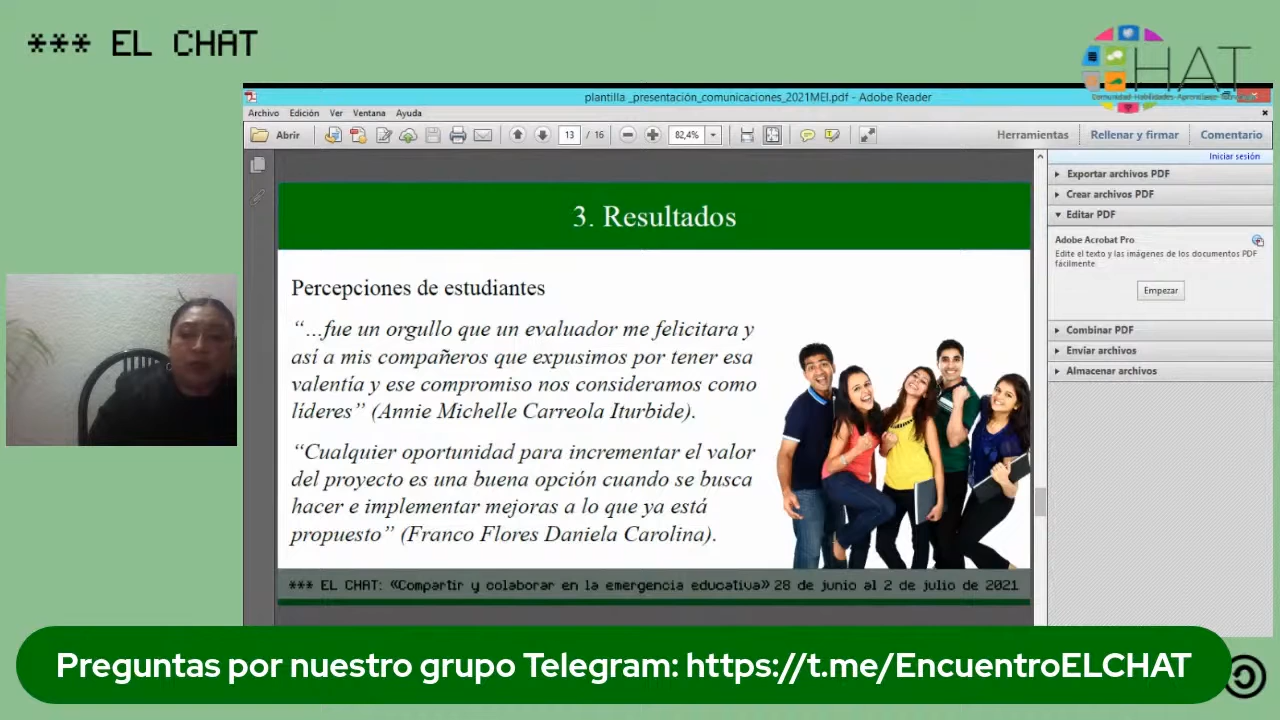 *** EL CHAT
HAT
Comunidad-Habilidades-Aprendizaje-Tecnología
plantilla _presentación_comunicaciones_2021MEI.pdf - Adobe Reader
Archivo Edición Ver Ventana Ayuda
Abrir 13 / 16 82,4% Herramientas Rellenar y firmar Comentario
Iniciar sesión
Exportar archivos PDF
Crear archivos PDF
Editar PDF
Adobe Acrobat Pro
Edite el texto y las imágenes de los documentos PDF
fácilmente
Empezar
Combinar PDF
Enviar archivos
Almacenar archivos
3. Resultados
Percepciones de estudiantes
“…fue un orgullo que un evaluador me felicitara y
así a mis compañeros que expusimos por tener esa
valentía y ese compromiso nos consideramos como
líderes” (Annie Michelle Carreola Iturbide).
“Cualquier oportunidad para incrementar el valor
del proyecto es una buena opción cuando se busca
hacer e implementar mejoras a lo que ya está
propuesto” (Franco Flores Daniela Carolina).
*** EL CHAT: «Compartir y colaborar en la emergencia educativa» 28 de junio al 2 de julio de 2021
Preguntas por nuestro grupo Telegram: https://t.me/EncuentroELCHAT